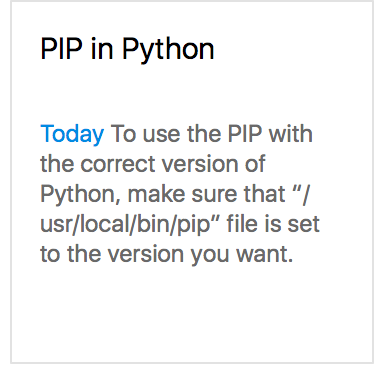 PIP in Python
Today To use the PIP with
the correct version of
Python, make sure that “/
usr/local/bin/pip” file is set
to the version you want.